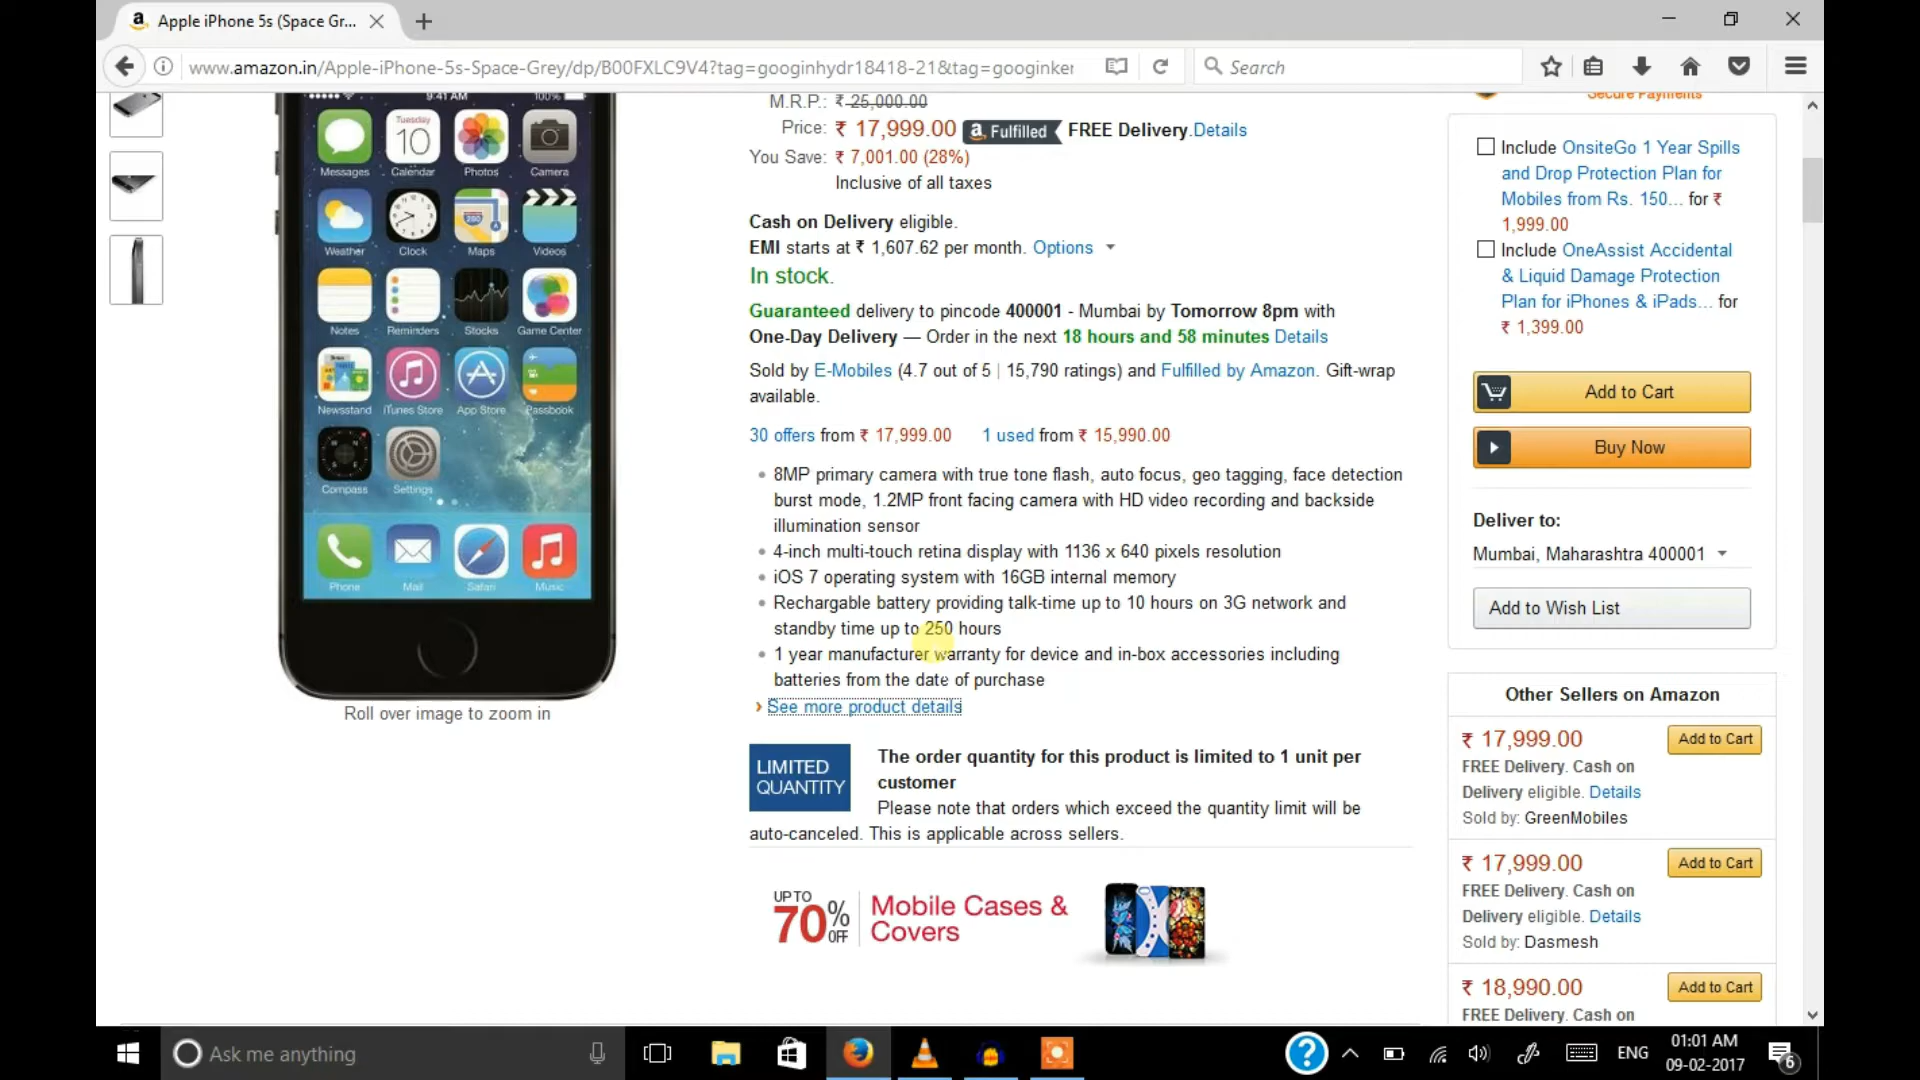 Apple iPhone 5s (Space Gr...
www.amazon.in/Apple-iPhone-5s-Space-Grey/dp/B00FXLC9V4?tag=googinhydr18418-21&tag=googinker
Search
9:41 AM
100%
Tuesday
10
Messages
Calendar
Photos
Camera
280
Weather
Clock
Maps
Videos
Notes
Reminders
Stocks
Game Center
Newsstand
iTunes Store
App Store
Passbook
Compass
Settings
Phone
Mail
Safari
Music
Roll over image to zoom in
M.R.P.: ₹ 25,000.00
Price: ₹ 17,999.00 a Fulfilled FREE Delivery.Details
You Save: ₹ 7,001.00 (28%)
Inclusive of all taxes
Cash on Delivery eligible.
EMI starts at ₹ 1,607.62 per month. Options
In stock.
Guaranteed delivery to pincode 400001 - Mumbai by Tomorrow 8pm with
One-Day Delivery — Order in the next 18 hours and 58 minutes Details
Sold by E-Mobiles (4.7 out of 5 | 15,790 ratings) and Fulfilled by Amazon. Gift-wrap
available.
30 offers from ₹ 17,999.00 1 used from ₹ 15,990.00
8MP primary camera with true tone flash, auto focus, geo tagging, face detection
burst mode, 1.2MP front facing camera with HD video recording and backside
illumination sensor
4-inch multi-touch retina display with 1136 x 640 pixels resolution
iOS 7 operating system with 16GB internal memory
Rechargable battery providing talk-time up to 10 hours on 3G network and
standby time up to 250 hours
1 year manufacturer warranty for device and in-box accessories including
batteries from the date of purchase
› See more product details
LIMITED
QUANTITY
The order quantity for this product is limited to 1 unit per
customer
Please note that orders which exceed the quantity limit will be
auto-canceled. This is applicable across sellers.
UP TO
70% OFF
Mobile Cases &
Covers
Secure Payments
Include OnsiteGo 1 Year Spills
and Drop Protection Plan for
Mobiles from Rs. 150... for ₹
1,999.00
Include OneAssist Accidental
& Liquid Damage Protection
Plan for iPhones & iPads... for
₹ 1,399.00
Add to Cart
Buy Now
Deliver to:
Mumbai, Maharashtra 400001
Add to Wish List
Other Sellers on Amazon
₹ 17,999.00 Add to Cart
FREE Delivery. Cash on
Delivery eligible. Details
Sold by: GreenMobiles
₹ 17,999.00 Add to Cart
FREE Delivery. Cash on
Delivery eligible. Details
Sold by: Dasmesh
₹ 18,990.00 Add to Cart
FREE Delivery. Cash on
Ask me anything
ENG
01:01 AM
09-02-2017
6